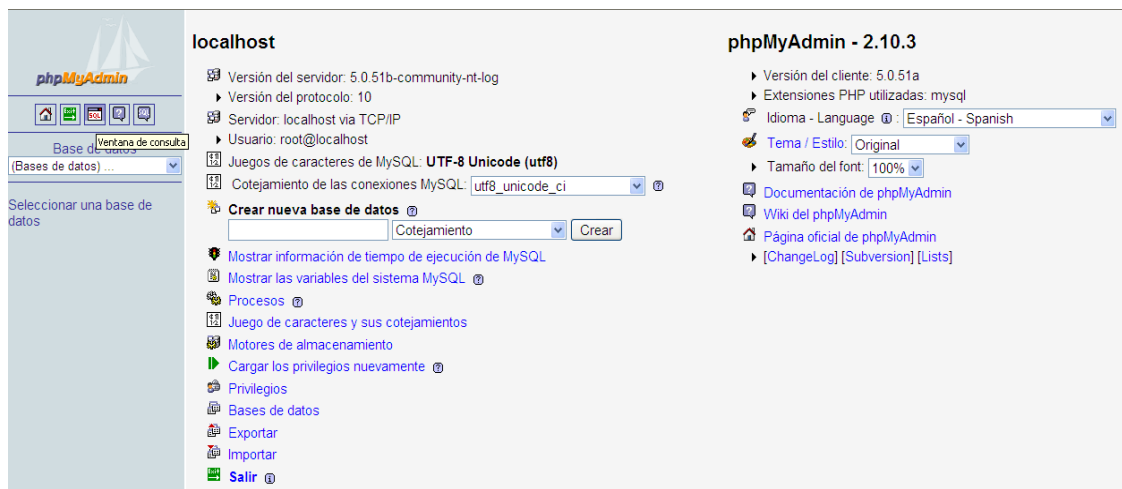 phpMyAdmin
SQL
Ventana de consulta
Base de datos
(Bases de datos) ...
Seleccionar una base de
datos
localhost
Versión del servidor: 5.0.51b-community-nt-log
Versión del protocolo: 10
Servidor: localhost via TCP/IP
Usuario: root@localhost
Juegos de caracteres de MySQL: UTF-8 Unicode (utf8)
Cotejamiento de las conexiones MySQL: utf8_unicode_ci
Crear nueva base de datos
Cotejamiento Crear
Mostrar información de tiempo de ejecución de MySQL
Mostrar las variables del sistema MySQL
Procesos
Juego de caracteres y sus cotejamientos
Motores de almacenamiento
Cargar los privilegios nuevamente
Privilegios
Bases de datos
Exportar
Importar
Salir
phpMyAdmin - 2.10.3
Versión del cliente: 5.0.51a
Extensiones PHP utilizadas: mysql
Idioma - Language : Español - Spanish
Tema / Estilo: Original
Tamaño del font: 100%
Documentación de phpMyAdmin
Wiki del phpMyAdmin
Página oficial de phpMyAdmin
[ChangeLog] [Subversion] [Lists]